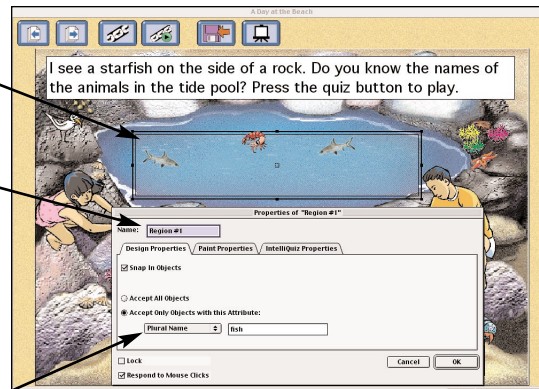 A Day at the Beach
I see a starfish on the side of a rock. Do you know the names of
the animals in the tide pool? Press the quiz button to play.
Properties of "Region #1"
Name: Region #1
Design Properties Paint Properties IntelliQuiz Properties
Snap In Objects
Accept All Objects
Accept Only Objects with this Attribute:
Plural Name fish
Lock
Cancel OK
Respond to Mouse Clicks